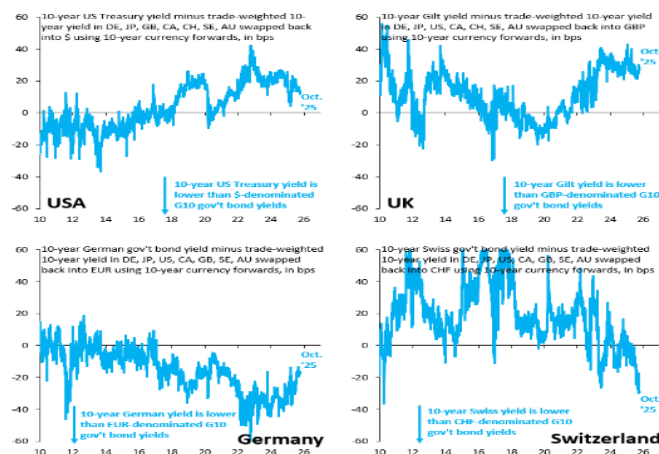 10-year US Treasury yield minus trade-weighted 10-
year yield in DE, JP, GB, CA, CH, SE, AU swapped back
into $ using 10-year currency forwards, in bps
60
40
20
0
-20
-40
-60
Oct.
'25
10-year US Treasury yield is
lower than $-denominated
G10 gov't bond yields
USA
10 12 14 16 18 20 22 24 26
10-year Gilt yield minus trade-weighted 10-year yield
in DE, JP, US, CA, CH, SE, AU swapped back into GBP
using 10-year currency forwards, in bps
80
60
40
20
0
-20
-40
-60
Oct.
'25
10-year Gilt yield is lower
than GBP-denominated G10
gov't bond yields
UK
10 12 14 16 18 20 22 24 26
10-year German gov't bond yield minus trade-weighted
10-year yield in DE, JP, US, CA, GB, SE, AU swapped
back into EUR using 10-year currency forwards, in bps
60
40
20
0
-20
-40
-60
Oct.
'25
10-year German yield is lower
than EUR-denominated G10
gov't bond yields
Germany
10 12 14 16 18 20 22 24 26
10-year Swiss gov't bond yield minus trade-weighted
10-year yield in DE, JP, US, CA, GB, SE, AU swapped
back into CHF using 10-year currency forwards, in bps
60
40
20
0
-20
-40
-60
Oct.
'25
10-year Swiss yield is lower
than CHF-denominated G10
gov't bond yields
Switzerland
10 12 14 16 18 20 22 24 26